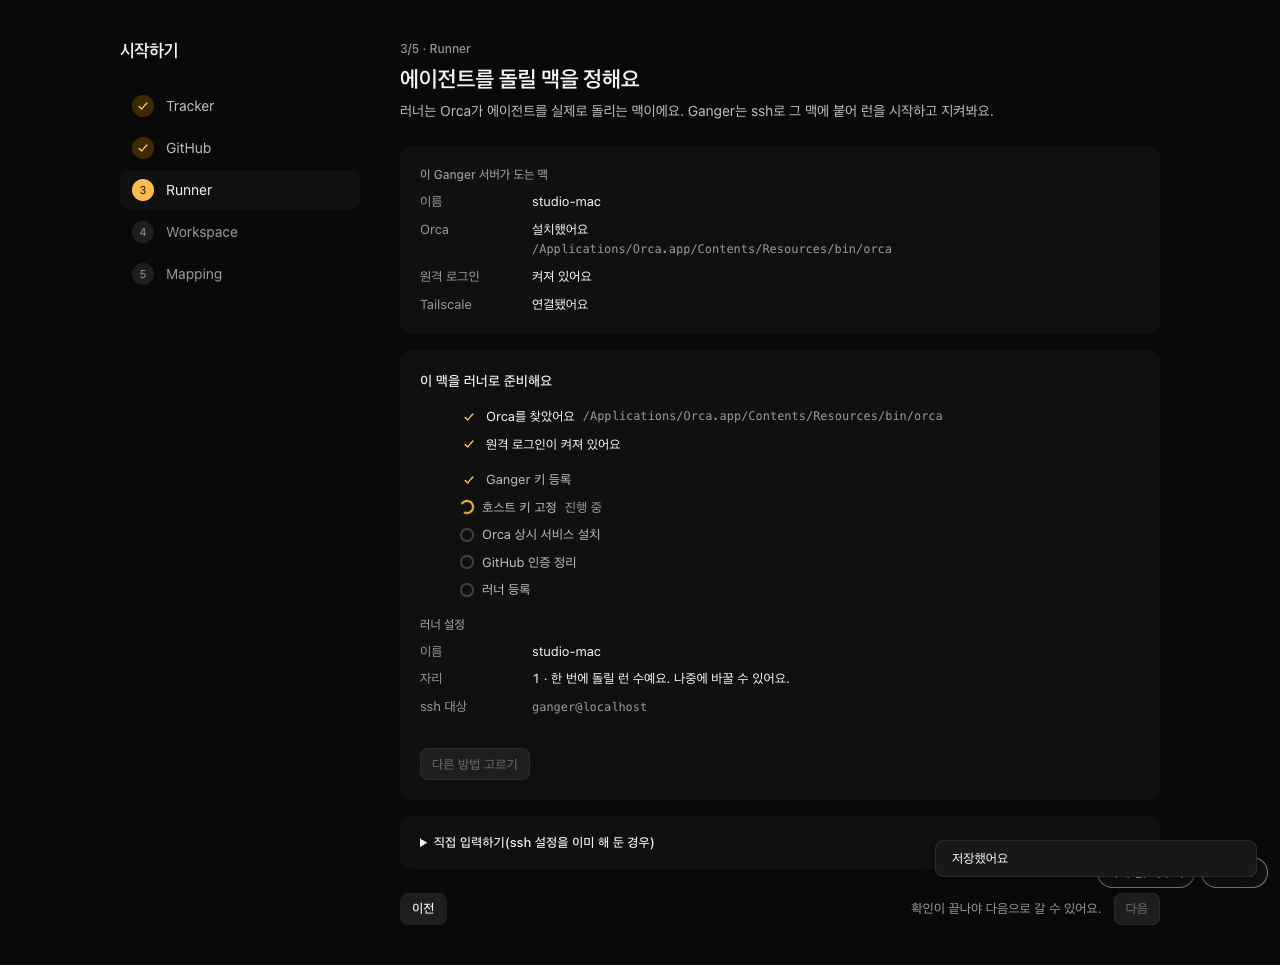 시작하기
Tracker
GitHub
3 Runner
4 Workspace
5 Mapping
3/5 · Runner
에이전트를 돌릴 맥을 정해요
러너는 Orca가 에이전트를 실제로 돌리는 맥이에요. Ganger는 ssh로 그 맥에 붙어 런을 시작하고 지켜봐요.
이 Ganger 서버가 도는 맥
이름 studio-mac
Orca 설치했어요
/Applications/Orca.app/Contents/Resources/bin/orca
원격 로그인 켜져 있어요
Tailscale 연결됐어요
이 맥을 러너로 준비해요
Orca를 찾았어요 /Applications/Orca.app/Contents/Resources/bin/orca
원격 로그인이 켜져 있어요
Ganger 키 등록
호스트 키 고정 진행 중
Orca 상시 서비스 설치
GitHub 인증 정리
러너 등록
러너 설정
이름 studio-mac
자리 1 · 한 번에 돌릴 런 수예요. 나중에 바꿀 수 있어요.
ssh 대상 ganger@localhost
다른 방법 고르기
직접 입력하기(ssh 설정을 이미 해 둔 경우)
저장했어요
이전
확인이 끝나야 다음으로 갈 수 있어요. 다음